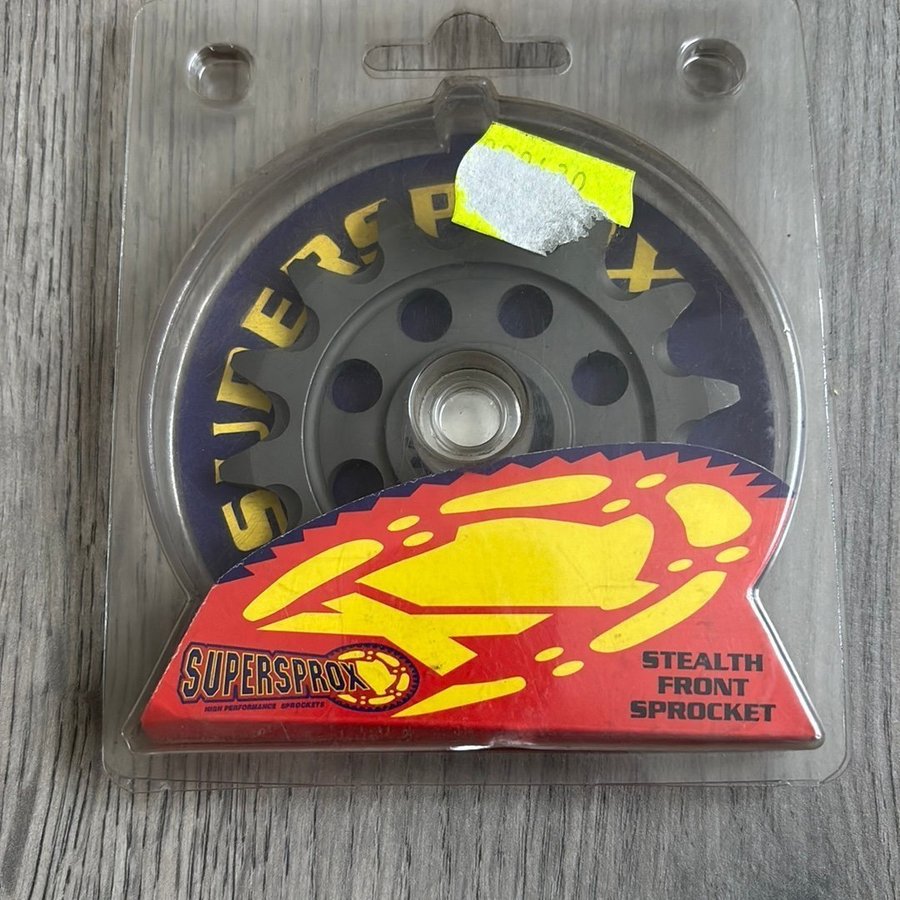 SUPERSPROX
SUPERSPROX
HIGH PERFORMANCE SPROCKETS
STEALTH
FRONT
SPROCKET